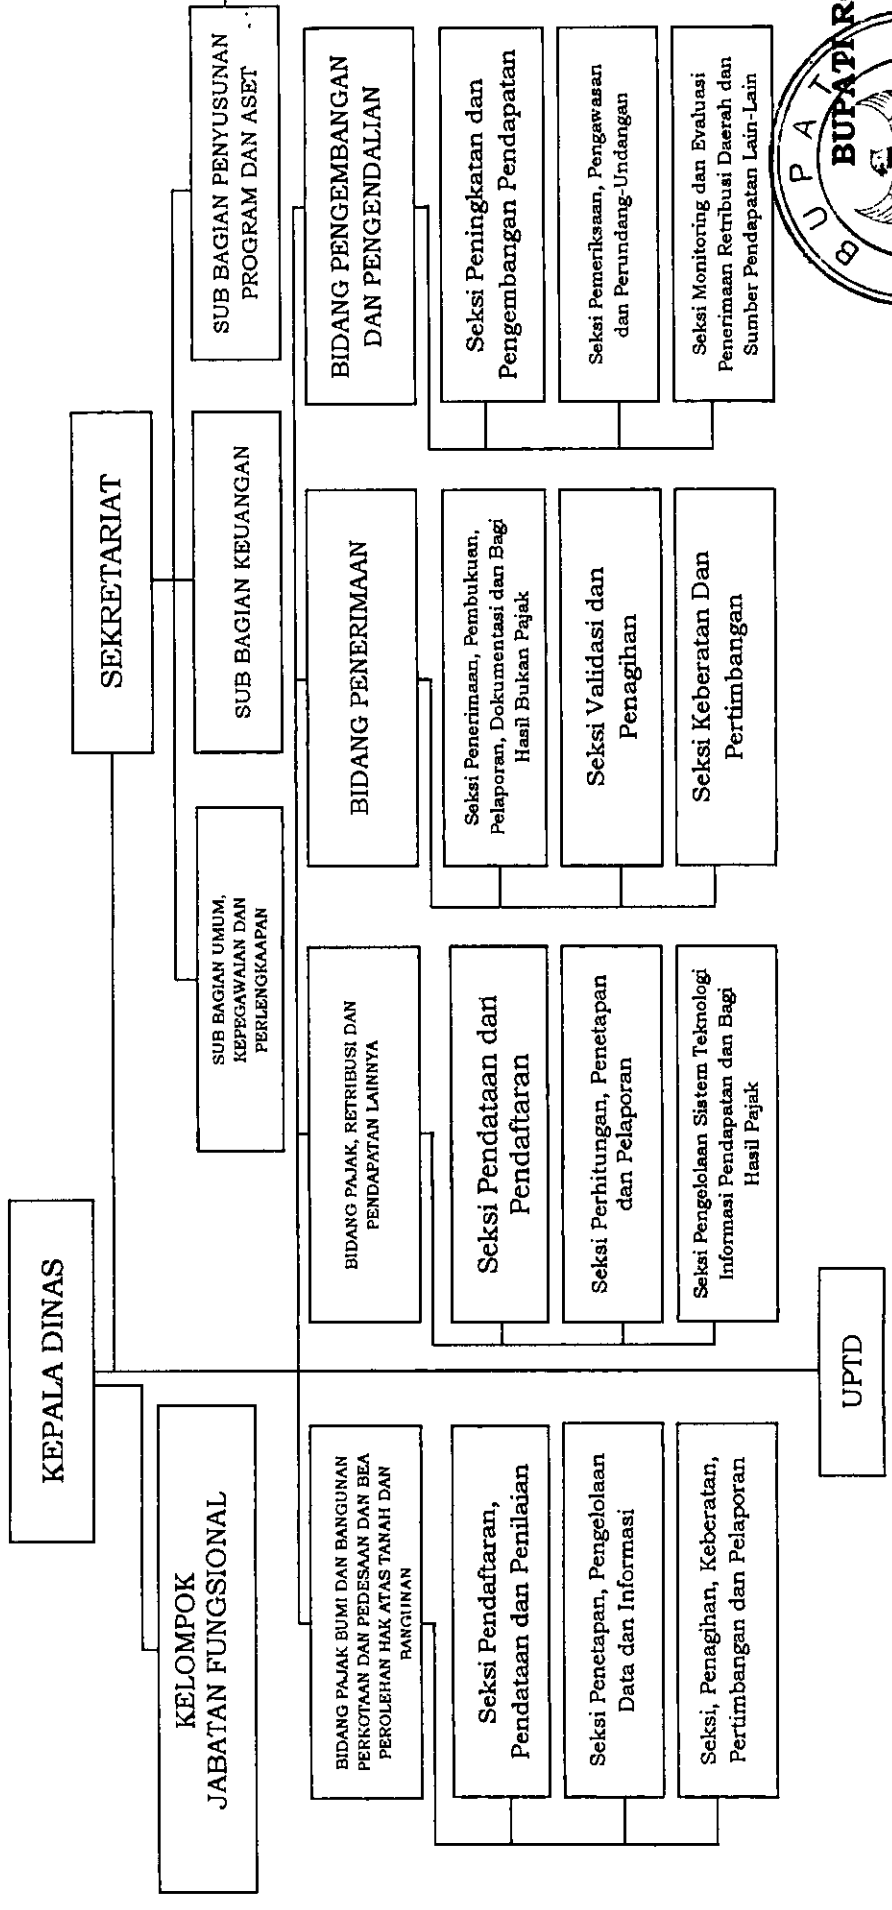 KEPALA DINAS
KELOMPOK
JABATAN FUNGSIONAL
SEKRETARIAT
SUB BAGIAN UMUM,
KEPEGAWAIAN DAN
PERLENGKAAPAN
SUB BAGIAN KEUANGAN
SUB BAGIAN PENYUSUNAN
PROGRAM DAN ASET
BIDANG PAJAK BUMI DAN BANGUNAN
PERKOTAAN DAN PEDESAAN DAN BEA
PEROLEHAN HAK ATAS TANAH DAN
BANGUNAN
Seksi Pendaftaran,
Pendataan dan Penilaian
Seksi Penetapan, Pengelolaan
Data dan Informasi
Seksi, Penagihan, Keberatan,
Pertimbangan dan Pelaporan
BIDANG PAJAK, RETRIBUSI DAN
PENDAPATAN LAINNYA
Seksi Pendataan dan
Pendaftaran
Seksi Perhitungan, Penetapan
dan Pelaporan
Seksi Pengelolaan Sistem Teknologi
Informasi Pendapatan dan Bagi
Hasil Pajak
BIDANG PENERIMAAN
Seksi Penerimaan, Pembukuan,
Pelaporan, Dokumentasi dan Bagi
Hasil Bukan Pajak
Seksi Validasi dan
Penagihan
Seksi Keberatan Dan
Pertimbangan
BIDANG PENGEMBANGAN
DAN PENGENDALIAN
Seksi Peningkatan dan
Pengembangan Pendapatan
Seksi Pemeriksaan, Pengawasan
dan Perundang-Undangan
Seksi Monitoring dan Evaluasi
Penerimaan Retribusi Daerah dan
Sumber Pendapatan Lain-Lain
UPTD
BUPAT
BUPATI